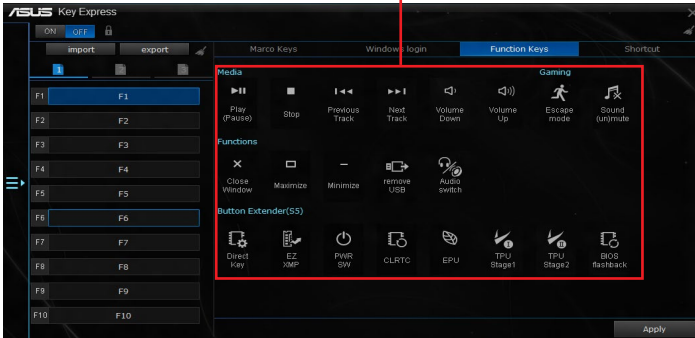 ASUS Key Express
ON OFF
import export
Marco Keys Windows login Function Keys Shortcut
1 2 3
Media Gaming
Play (Pause)
Stop
Previous Track
Next Track
Volume Down
Volume Up
Escape mode
Sound (un)mute
Functions
Close Window
Maximize
Minimize
remove USB
Audio switch
Button Extender(S5)
Direct Key
EZ XMP
PWR SW
CLRTC
EPU
TPU Stage1
TPU Stage2
BIOS flashback
F1 F1
F2 F2
F3 F3
F4 F4
F5 F5
F6 F6
F7 F7
F8 F8
F9 F9
F10 F10
Apply